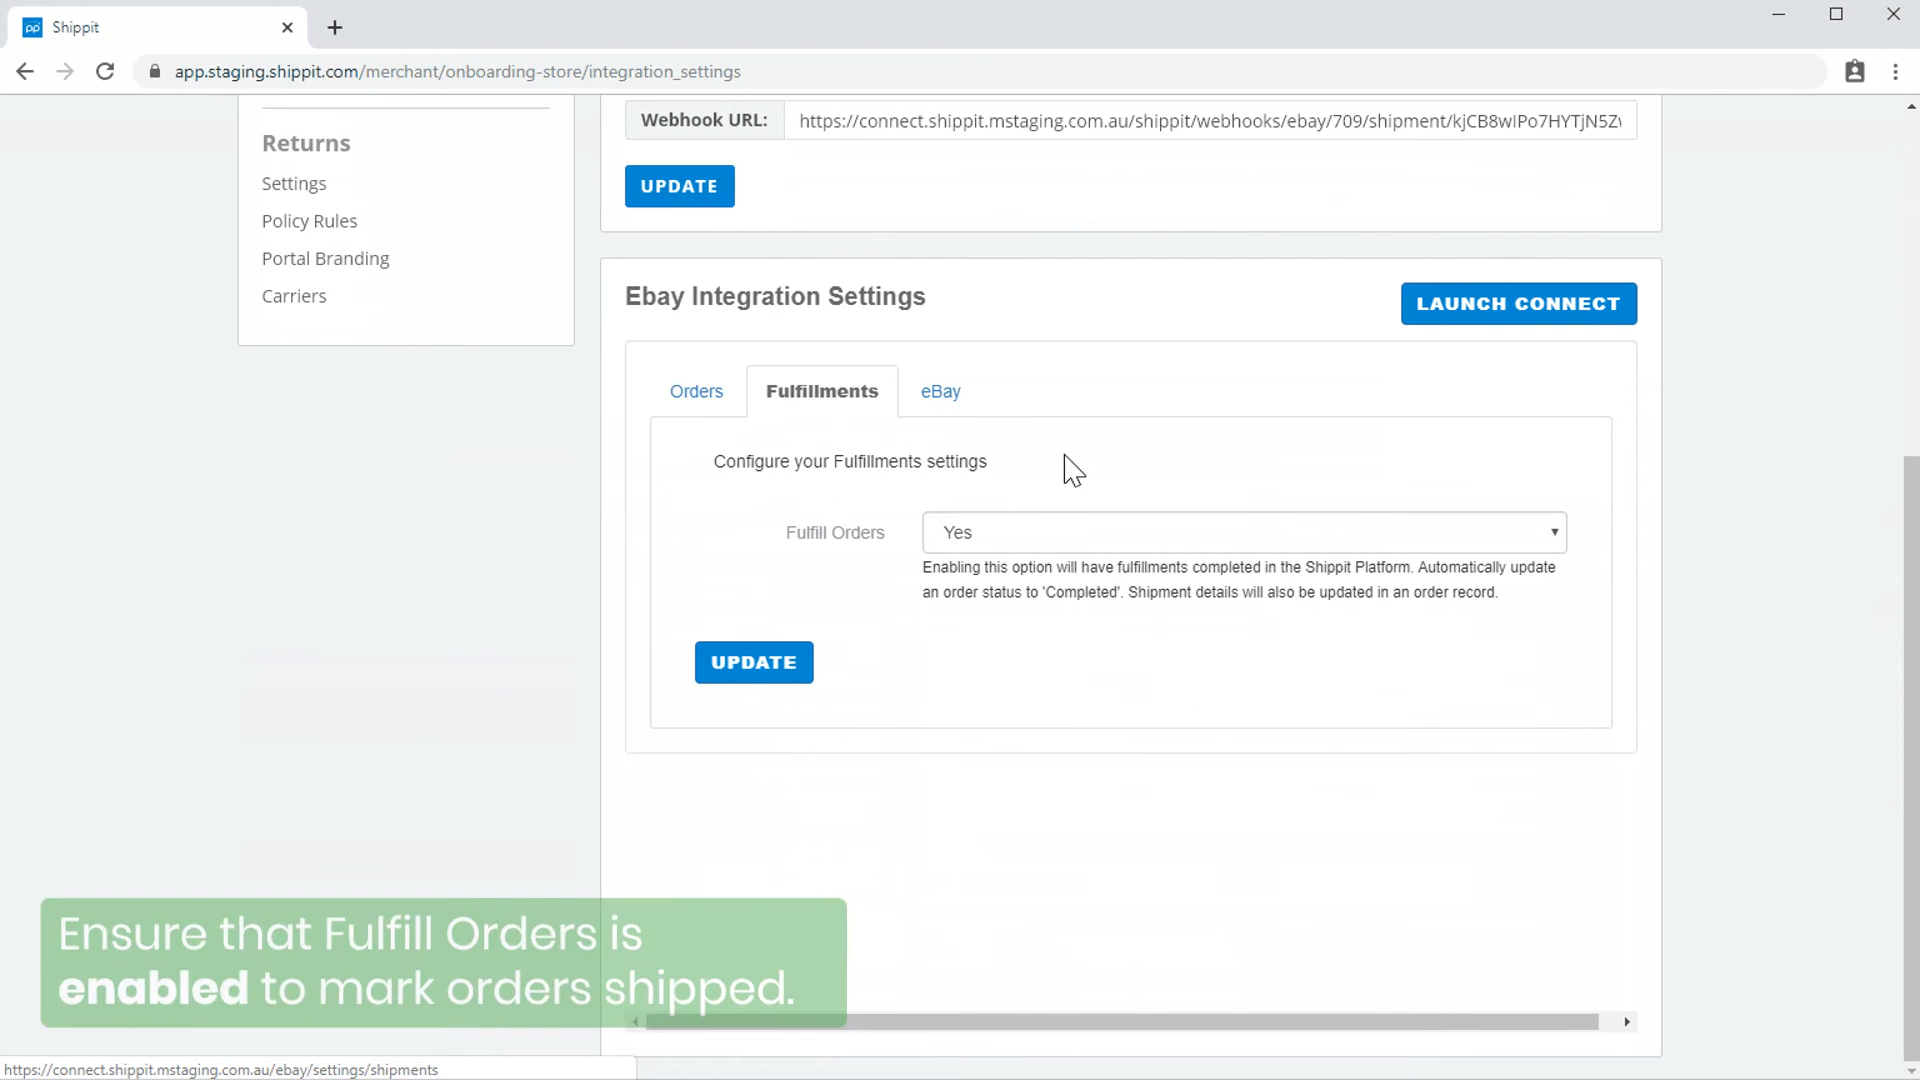 Shippit
app.staging.shippit.com/merchant/onboarding-store/integration_settings
Webhook URL:
https://connect.shippit.mstaging.com.au/shippit/webhooks/ebay/709/shipment/kjCB8wIPo7HYTjN5Z
UPDATE
Returns
Settings
Policy Rules
Portal Branding
Carriers
Ebay Integration Settings
LAUNCH CONNECT
Orders
Fulfillments
eBay
Configure your Fulfillments settings
Fulfill Orders
Yes
Enabling this option will have fulfillments completed in the Shippit Platform. Automatically update
an order status to 'Completed'. Shipment details will also be updated in an order record.
UPDATE
Ensure that Fulfill Orders is
enabled to mark orders shipped.
https://connect.shippit.mstaging.com.au/ebay/settings/shipments